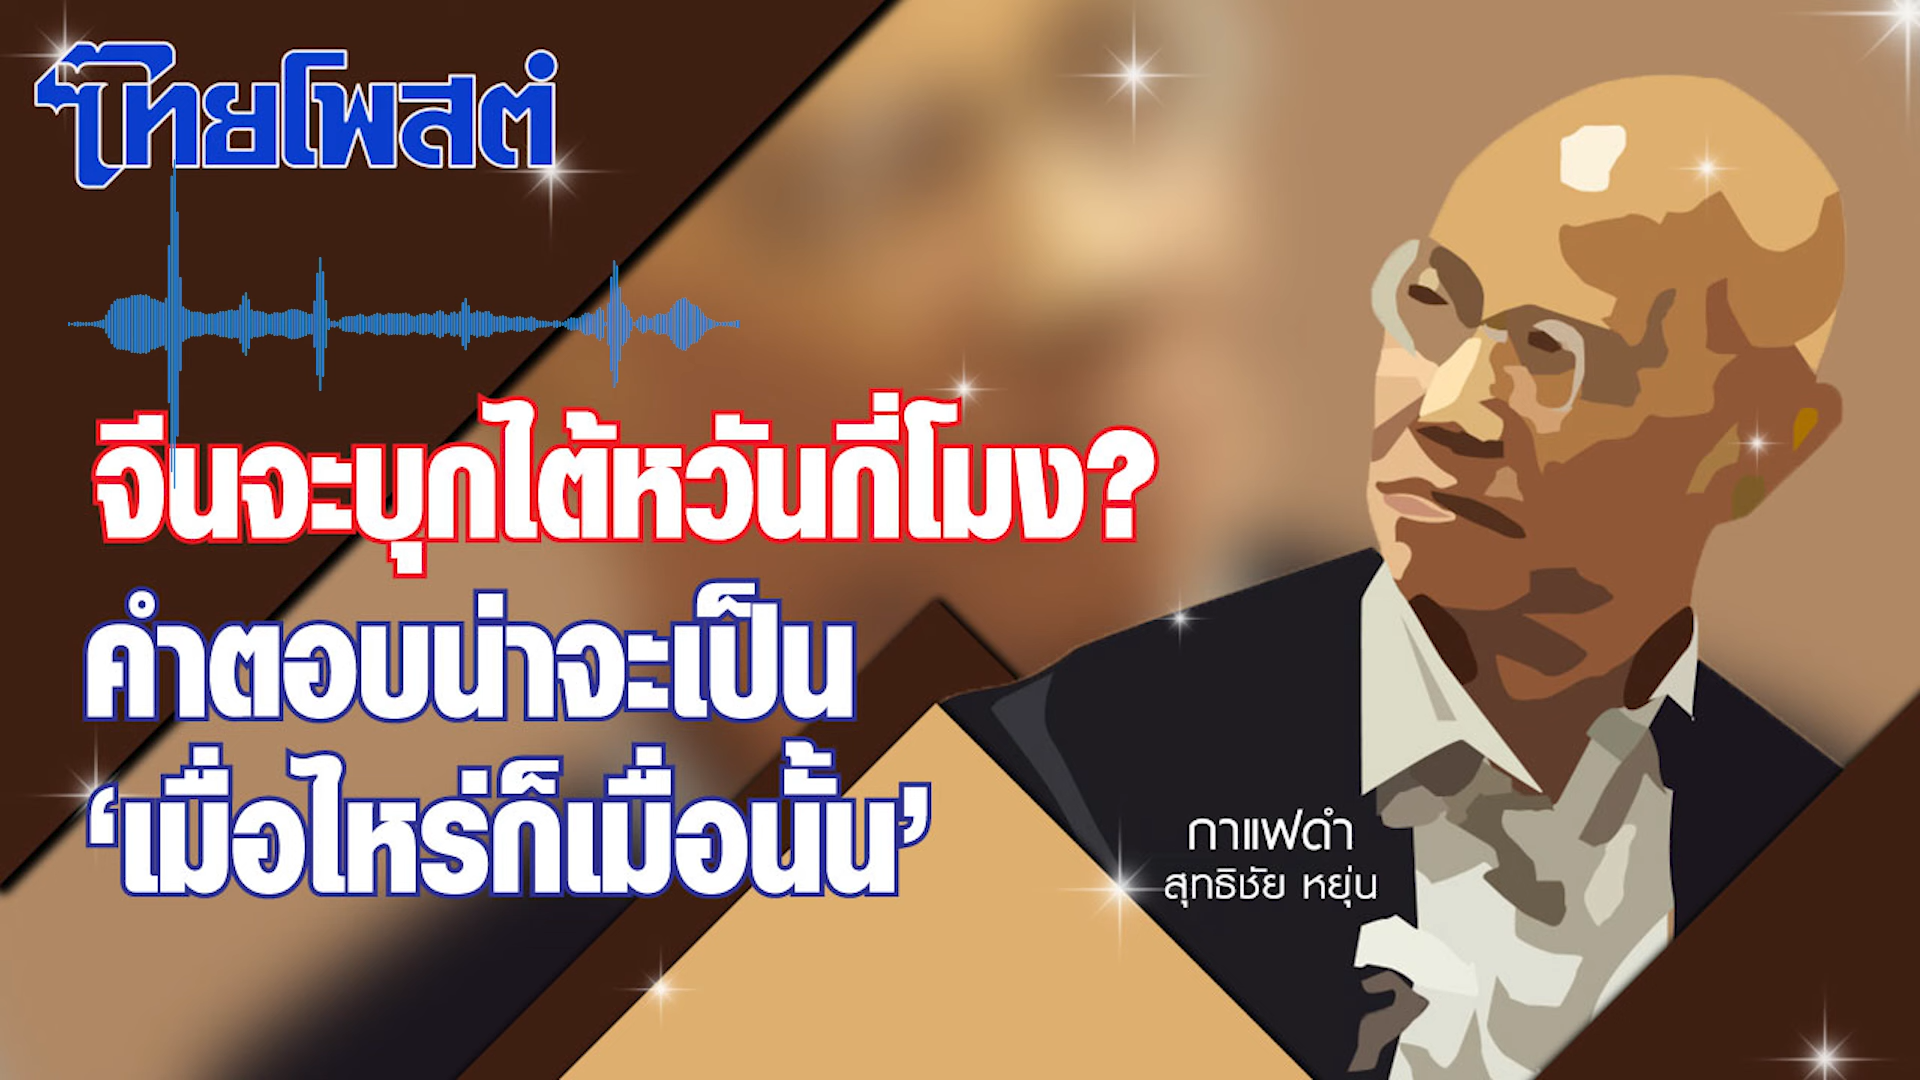 ไทยโพสต์
จีนจะบุกไต้หวันกี่โมง?
คำตอบน่าจะเป็น
‘เมื่อไหร่ก็เมื่อนั้น’
กาแฟดำ
สุทธิชัย หยุ่น